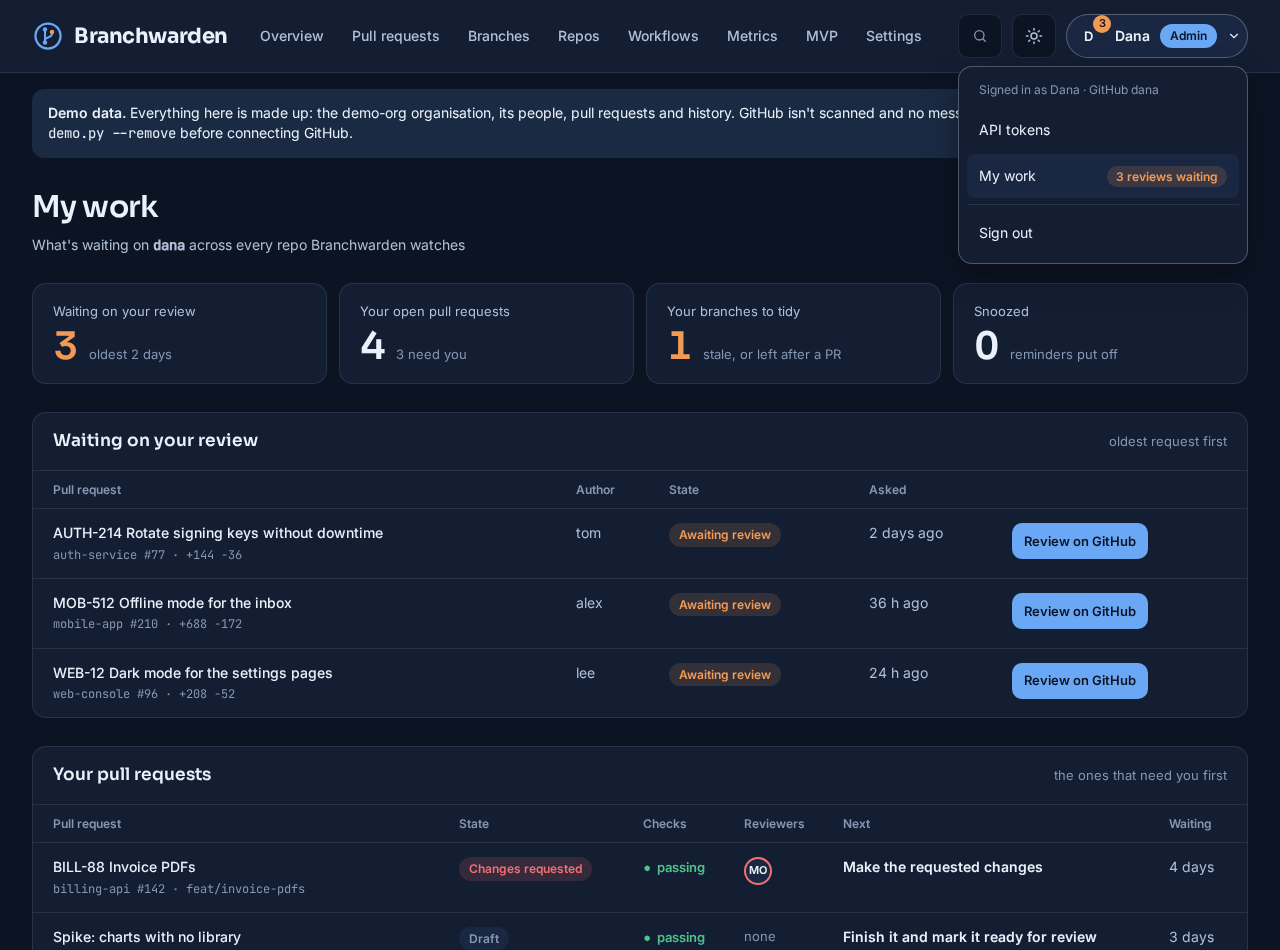 Branchwarden
Overview
Pull requests
Branches
Repos
Workflows
Metrics
MVP
Settings
D
3
Dana
Admin
Signed in as Dana · GitHub dana
API tokens
My work
3 reviews waiting
Sign out
Demo data. Everything here is made up: the demo-org organisation, its people, pull requests and history. GitHub isn't scanned and no
demo.py --remove before connecting GitHub.
My work
What's waiting on dana across every repo Branchwarden watches
Waiting on your review
3 oldest 2 days
Your open pull requests
4 3 need you
Your branches to tidy
1 stale, or left after a PR
Snoozed
0 reminders put off
Waiting on your review
oldest request first
Pull request Author State Asked
AUTH-214 Rotate signing keys without downtime tom Awaiting review 2 days ago Review on GitHub
auth-service #77 · +144 -36
MOB-512 Offline mode for the inbox alex Awaiting review 36 h ago Review on GitHub
mobile-app #210 · +688 -172
WEB-12 Dark mode for the settings pages lee Awaiting review 24 h ago Review on GitHub
web-console #96 · +208 -52
Your pull requests
the ones that need you first
Pull request State Checks Reviewers Next Waiting
BILL-88 Invoice PDFs Changes requested passing MO Make the requested changes 4 days
billing-api #142 · feat/invoice-pdfs
Spike: charts with no library Draft passing none Finish it and mark it ready for review 3 days